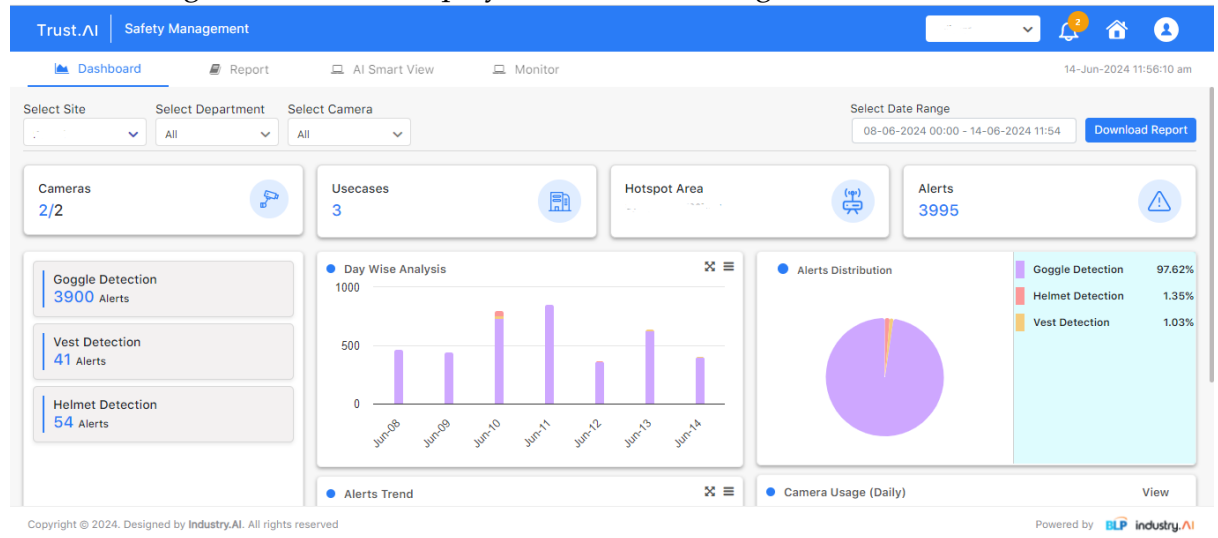 Trust.AI Safety Management
2
Dashboard Report AI Smart View Monitor 14-Jun-2024 11:56:10 am
Select Site Select Department Select Camera Select Date Range
All All 08-06-2024 00:00 - 14-06-2024 11:54 Download Report
Cameras
2/2
Usecases
3
Hotspot Area
Alerts
3995
Goggle Detection
3900 Alerts
Vest Detection
41 Alerts
Helmet Detection
54 Alerts
Day Wise Analysis
1000
500
0
Jun-08 Jun-09 Jun-10 Jun-11 Jun-12 Jun-13 Jun-14
Alerts Distribution
Goggle Detection 97.62%
Helmet Detection 1.35%
Vest Detection 1.03%
Alerts Trend
Camera Usage (Daily) View
Copyright © 2024. Designed by Industry.AI. All rights reserved Powered by BLP industry.AI